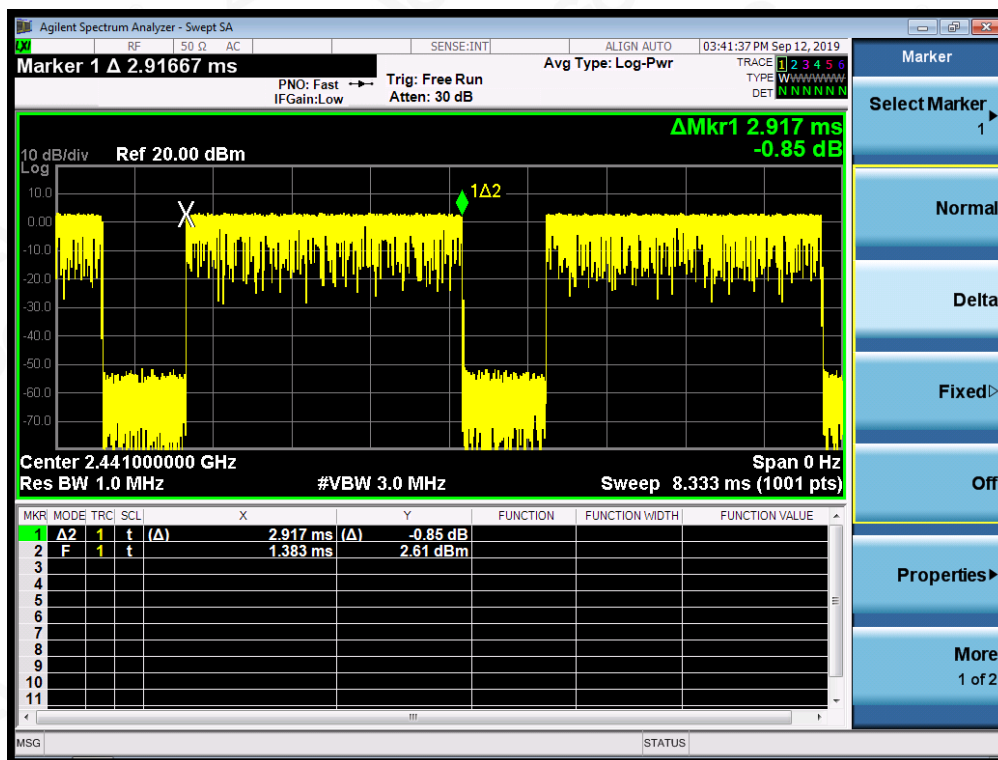 Agilent Spectrum Analyzer - Swept SA
LXI RF 50 Ω AC SENSE:INT ALIGN AUTO 03:41:37 PM Sep 12, 2019
Marker 1 Δ 2.91667 ms
PNO: Fast
IFGain:Low
Trig: Free Run
Atten: 30 dB
Avg Type: Log-Pwr
TRACE 1 2 3 4 5 6
TYPE WWWWWW
DET N N N N N N
ΔMkr1 2.917 ms
-0.85 dB
10 dB/div Ref 20.00 dBm
Log
10.0
0.00
-10.0
-20.0
-30.0
-40.0
-50.0
-60.0
-70.0
1Δ2
Center 2.441000000 GHz Span 0 Hz
Res BW 1.0 MHz #VBW 3.0 MHz Sweep 8.333 ms (1001 pts)
MKR MODE TRC SCL X Y FUNCTION FUNCTION WIDTH FUNCTION VALUE
1 Δ2 1 t (Δ) 2.917 ms (Δ) -0.85 dB
2 F 1 t 1.383 ms 2.61 dBm
3
4
5
6
7
8
9
10
11
MSG STATUS
Marker
Select Marker
1
Normal
Delta
Fixed
Off
Properties
More
1 of 2